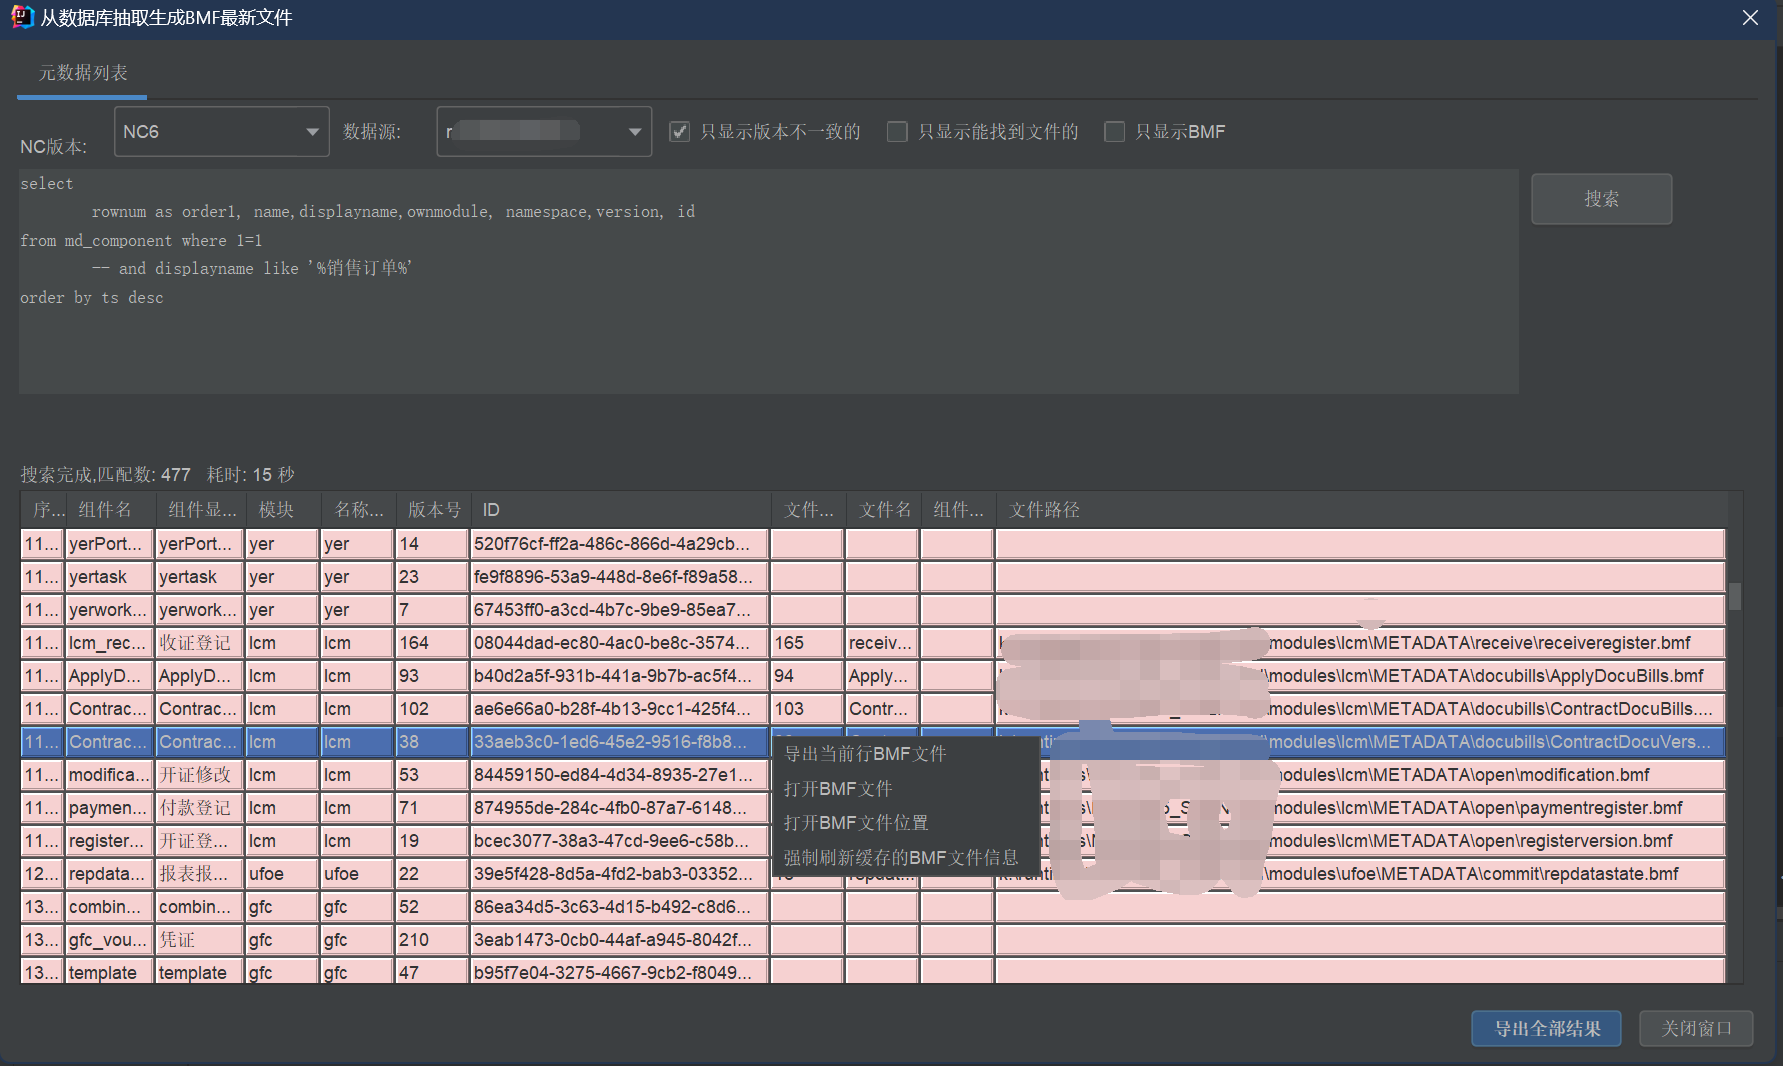 从数据库抽取生成BMF最新文件
元数据列表
NC版本: NC6 数据源: r 只显示版本不一致的 只显示能找到文件的 只显示BMF
select
rownum as order1, name,displayname,ownmodule, namespace,version, id
from md_component where 1=1
-- and displayname like '%销售订单%'
order by ts desc
搜索
搜索完成,匹配数: 477 耗时: 15 秒
序... 组件名 组件显... 模块 名称... 版本号 ID 文件... 文件名 组件... 文件路径
11... yerPort... yerPort... yer yer 14 520f76cf-ff2a-486c-866d-4a29cb...
11... yertask yertask yer yer 23 fe9f8896-53a9-448d-8e6f-f89a58...
11... yerwork... yerwork... yer yer 7 67453ff0-a3cd-4b7c-9be9-85ea7...
11... lcm_rec... 收证登记 lcm lcm 164 08044dad-ec80-4ac0-be8c-3574... 165 receiv... modules\lcm\METADATA\receive\receiveregister.bmf
11... ApplyD... ApplyD... lcm lcm 93 b40d2a5f-931b-441a-9b7b-ac5f4... 94 Apply... \modules\lcm\METADATA\docubills\ApplyDocuBills.bmf
11... Contrac... Contrac... lcm lcm 102 ae6e66a0-b28f-4b13-9cc1-425f4... 103 Contr... \modules\lcm\METADATA\docubills\ContractDocuBills....
11... Contrac... Contrac... lcm lcm 38 33aeb3c0-1ed6-45e2-9516-f8b8... \modules\lcm\METADATA\docubills\ContractDocuVers...
11... modifica... 开证修改 lcm lcm 53 84459150-ed84-4d34-8935-27e1... modules\lcm\METADATA\open\modification.bmf
11... paymen... 付款登记 lcm lcm 71 874955de-284c-4fb0-87a7-6148... modules\lcm\METADATA\open\paymentregister.bmf
11... register... 开证登... lcm lcm 19 bcec3077-38a3-47cd-9ee6-c58b... \modules\lcm\METADATA\open\registerversion.bmf
12... repdata... 报表报... ufoe ufoe 22 39e5f428-8d5a-4fd2-bab3-03352... modules\ufoe\METADATA\commit\repdatastate.bmf
13... combin... combin... gfc gfc 52 86ea34d5-3c63-4d15-b492-c8d6...
13... gfc_vou... 凭证 gfc gfc 210 3eab1473-0cb0-44af-a945-8042f...
13... template template gfc gfc 47 b95f7e04-3275-4667-9cb2-f8049...
导出当前行BMF文件
打开BMF文件
打开BMF文件位置
强制刷新缓存的BMF文件信息
导出全部结果 关闭窗口